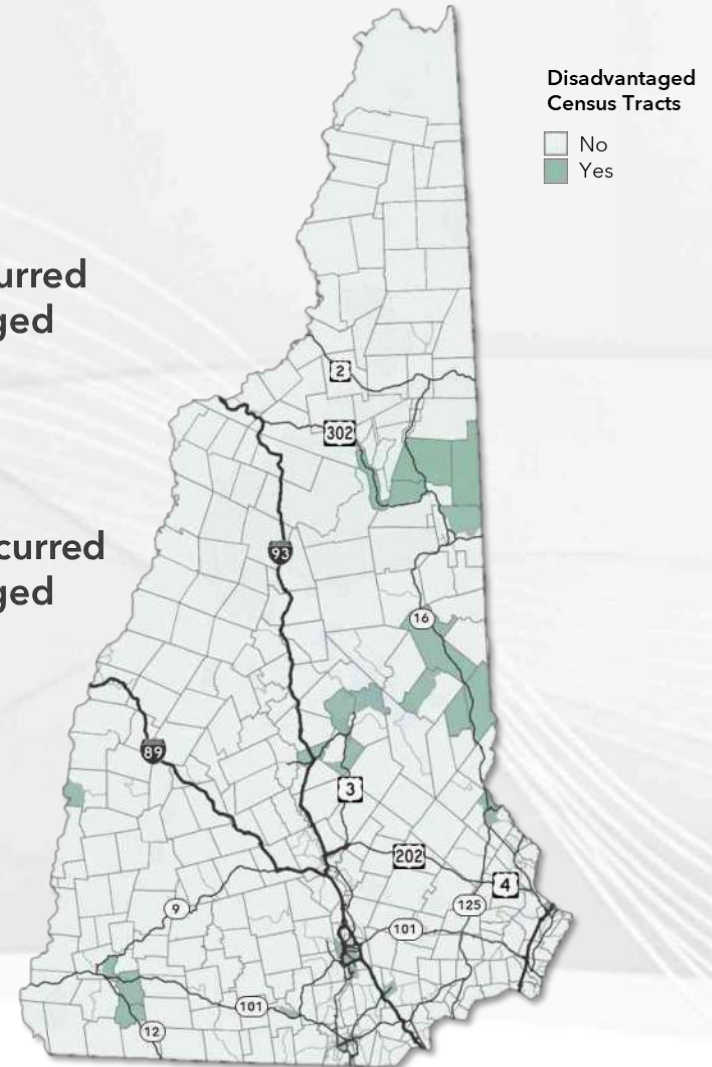 Disadvantaged
Census Tracts
No
Yes
urred
ged
2
302
curred
ged
93
16
89
3
202
4
9
125
101
101
12